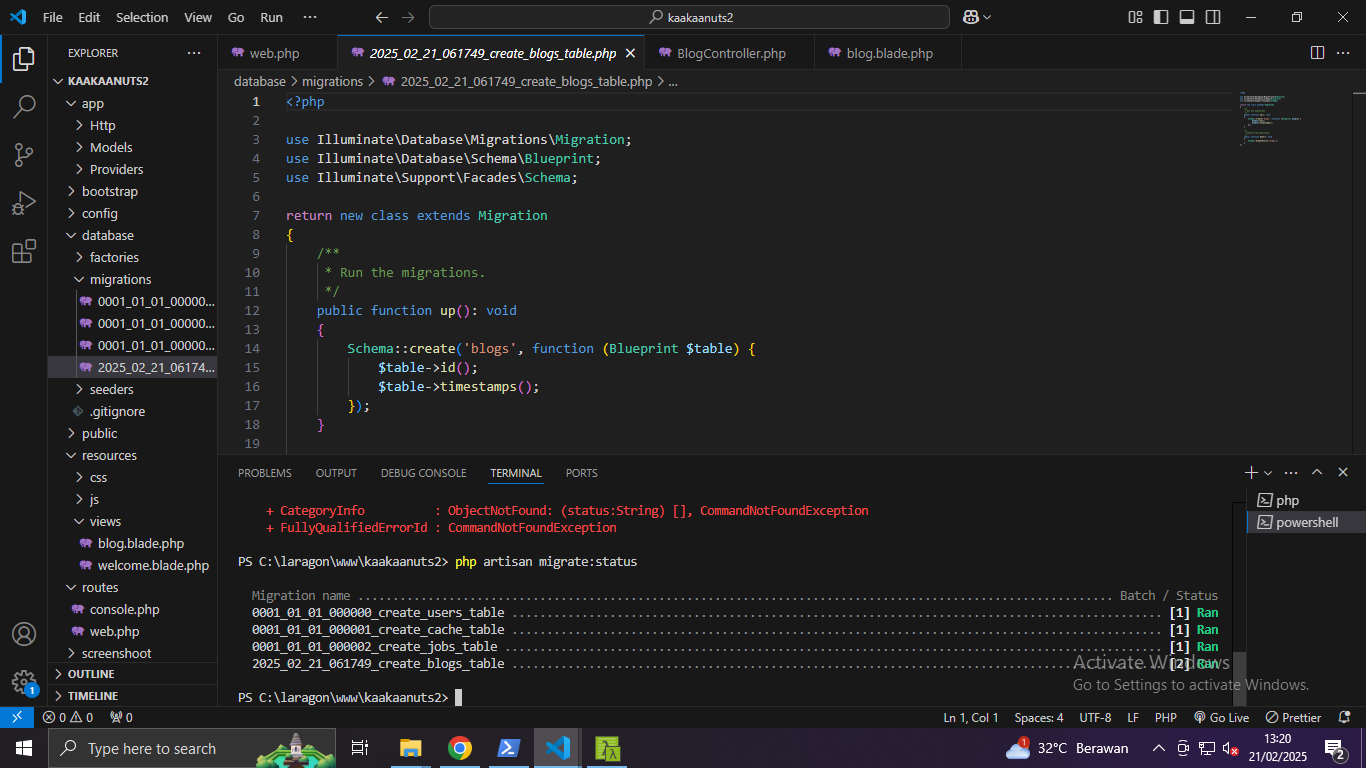 File Edit Selection View Go Run ··· kaakaanuts2
EXPLORER ···
KAAKAANUTS2
app
Http
Models
Providers
bootstrap
config
database
factories
migrations
0001_01_01_00000...
0001_01_01_00000...
0001_01_01_00000...
2025_02_21_06174...
seeders
.gitignore
public
resources
css
js
views
blog.blade.php
welcome.blade.php
routes
console.php
web.php
screenshoot
OUTLINE
TIMELINE
web.php 2025_02_21_061749_create_blogs_table.php BlogController.php blog.blade.php
database > migrations > 2025_02_21_061749_create_blogs_table.php > ...
1 <?php
2
3 use Illuminate\Database\Migrations\Migration;
4 use Illuminate\Database\Schema\Blueprint;
5 use Illuminate\Support\Facades\Schema;
6
7 return new class extends Migration
8 {
9 /**
10 * Run the migrations.
11 */
12 public function up(): void
13 {
14 Schema::create('blogs', function (Blueprint $table) {
15 $table->id();
16 $table->timestamps();
17 });
18 }
19
PROBLEMS OUTPUT DEBUG CONSOLE TERMINAL PORTS
+ CategoryInfo : ObjectNotFound: (status:String) [], CommandNotFoundException
+ FullyQualifiedErrorId : CommandNotFoundException
PS C:\laragon\www\kaakaanuts2> php artisan migrate:status
Migration name ........ Batch / Status
0001_01_01_000000_create_users_table ........ [1] Ran
0001_01_01_000001_create_cache_table ........ [1] Ran
0001_01_01_000002_create_jobs_table ........ [1] Ran
2025_02_21_061749_create_blogs_table ........ [2] Ran
PS C:\laragon\www\kaakaanuts2>
php
powershell
Activate Windows
Go to Settings to activate Windows.
1
0 0 0 Ln 1, Col 1 Spaces: 4 UTF-8 LF PHP Go Live Prettier
Type here to search
1 32°C Berawan
13:20
21/02/2025
2